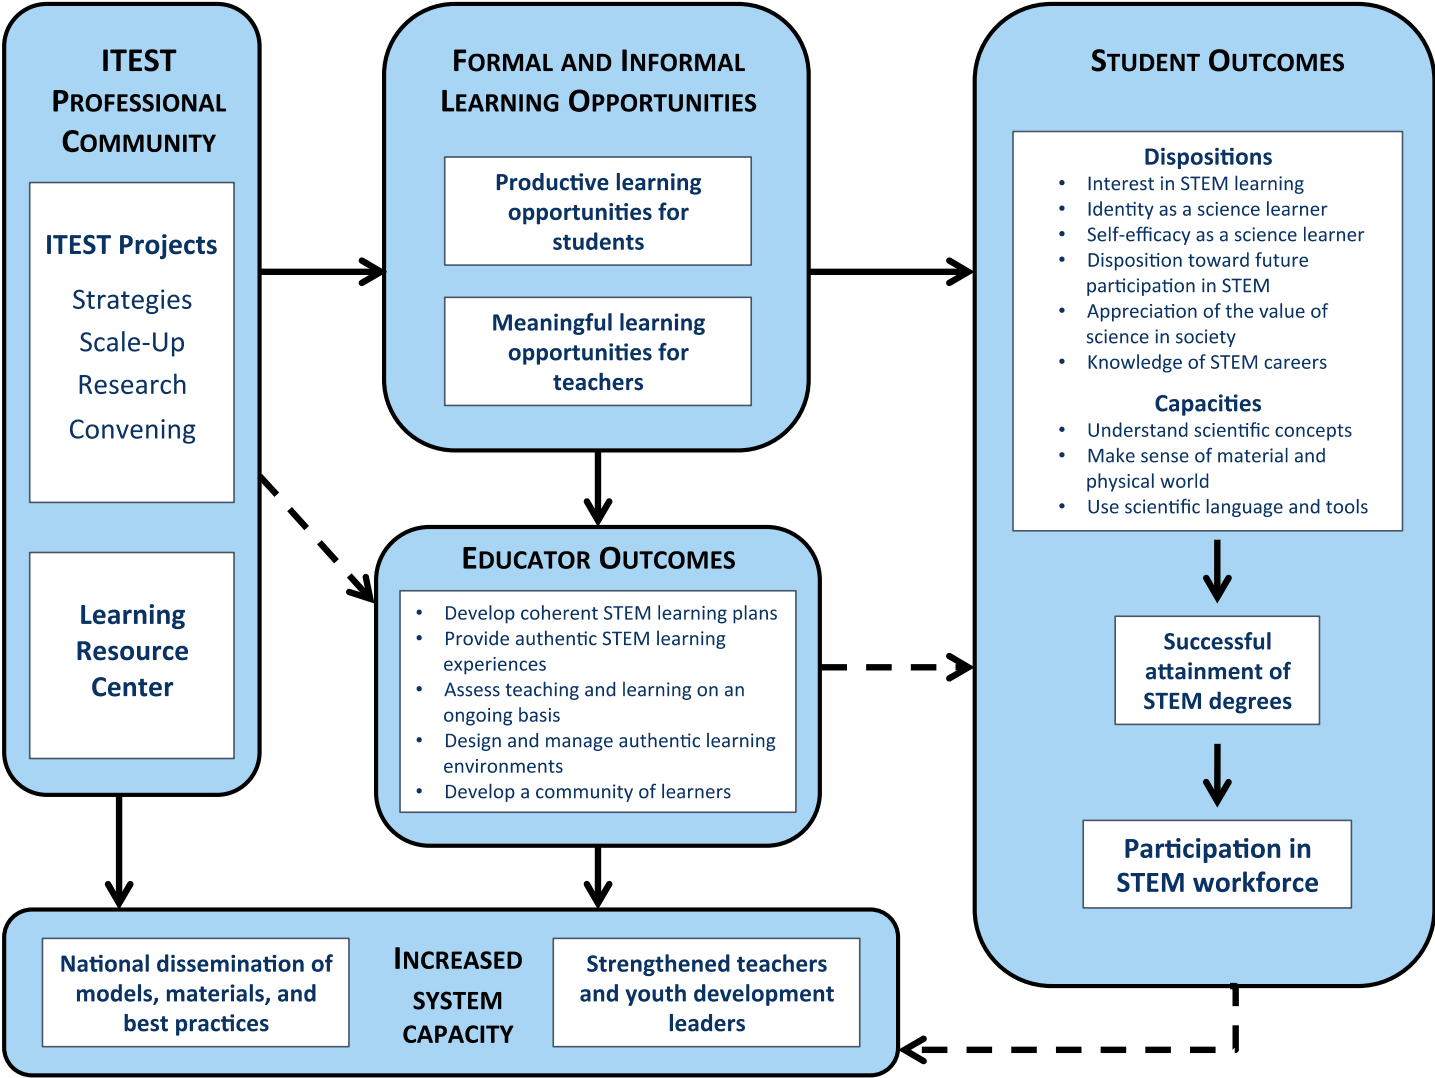 ITEST
PROFESSIONAL
COMMUNITY
ITEST Projects
Strategies
Scale-Up
Research
Convening
Learning
Resource
Center
FORMAL AND INFORMAL
LEARNING OPPORTUNITIES
Productive learning
opportunities for
students
Meaningful learning
opportunities for
teachers
EDUCATOR OUTCOMES
• Develop coherent STEM learning plans
• Provide authentic STEM learning
experiences
• Assess teaching and learning on an
ongoing basis
• Design and manage authentic learning
environments
• Develop a community of learners
STUDENT OUTCOMES
Dispositions
• Interest in STEM learning
• Identity as a science learner
• Self-efficacy as a science learner
• Disposition toward future
participation in STEM
• Appreciation of the value of
science in society
• Knowledge of STEM careers
Capacities
• Understand scientific concepts
• Make sense of material and
physical world
• Use scientific language and tools
Successful
attainment of
STEM degrees
Participation in
STEM workforce
National dissemination of
models, materials, and
best practices
INCREASED
SYSTEM
CAPACITY
Strengthened teachers
and youth development
leaders